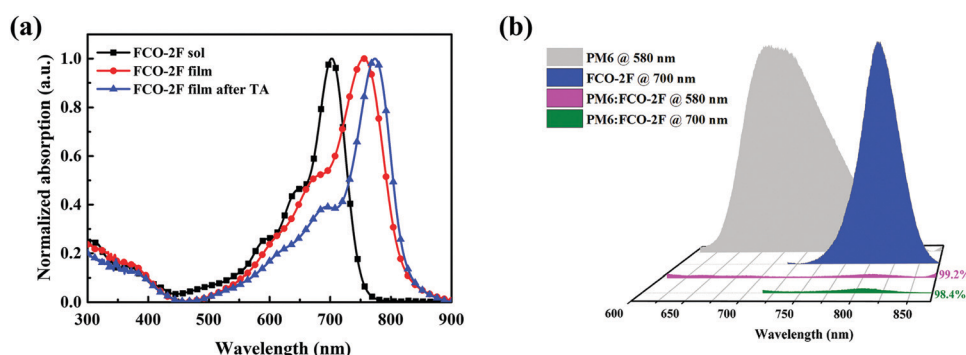 (a)
FCO-2F sol
FCO-2F film
FCO-2F film after TA
Normalized absorption (a.u.)
1.0
0.8
0.6
0.4
0.2
0.0
300 400 500 600 700 800 900
Wavelength (nm)
(b)
PM6 @ 580 nm
FCO-2F @ 700 nm
PM6:FCO-2F @ 580 nm
PM6:FCO-2F @ 700 nm
99.2%
98.4%
600 650 700 750 800 850
Wavelength (nm)